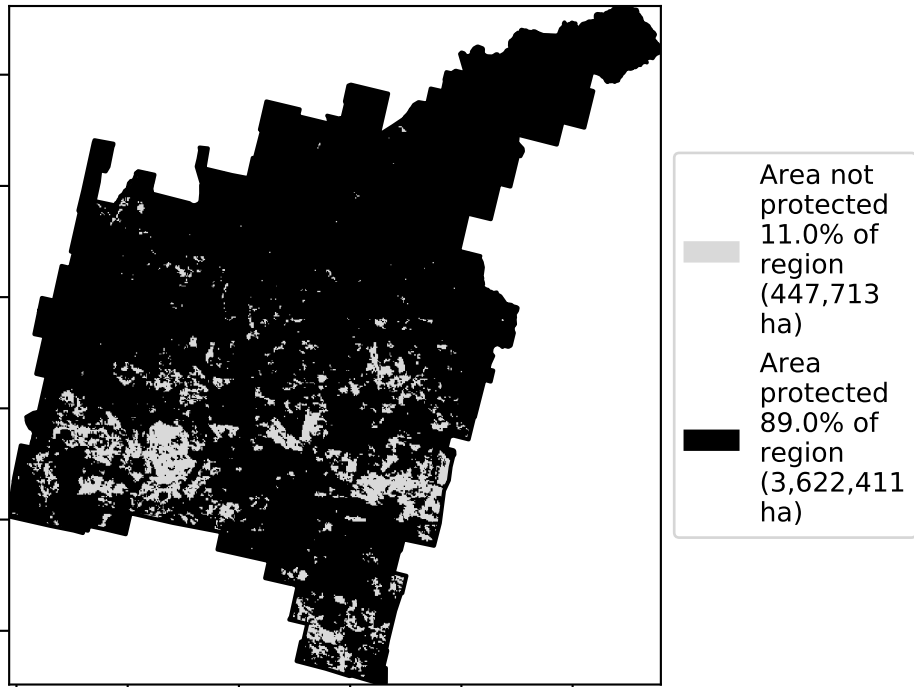 Area not
protected
11.0% of
region
(447,713
ha)
Area
protected
89.0% of
region
(3,622,411
ha)